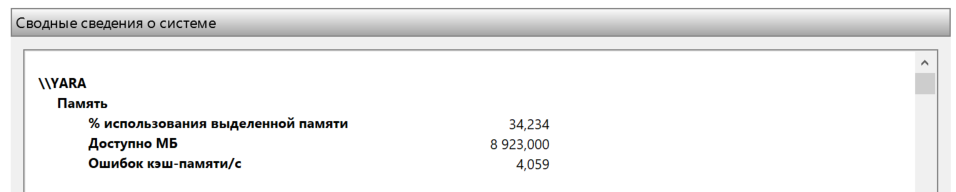 Сводные сведения о системе
\\YARA
Память
% использования выделенной памяти 34,234
Доступно МБ 8 923,000
Ошибок кэш-памяти/с 4,059